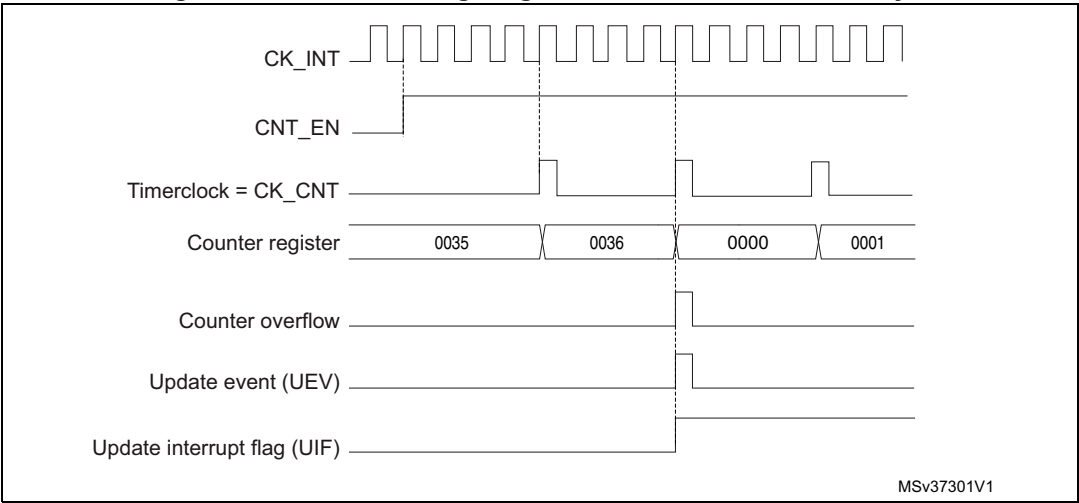 CK_INT
CNT_EN
Timerclock = CK_CNT
Counter register 0035 0036 0000 0001
Counter overflow
Update event (UEV)
Update interrupt flag (UIF)
MSv37301V1